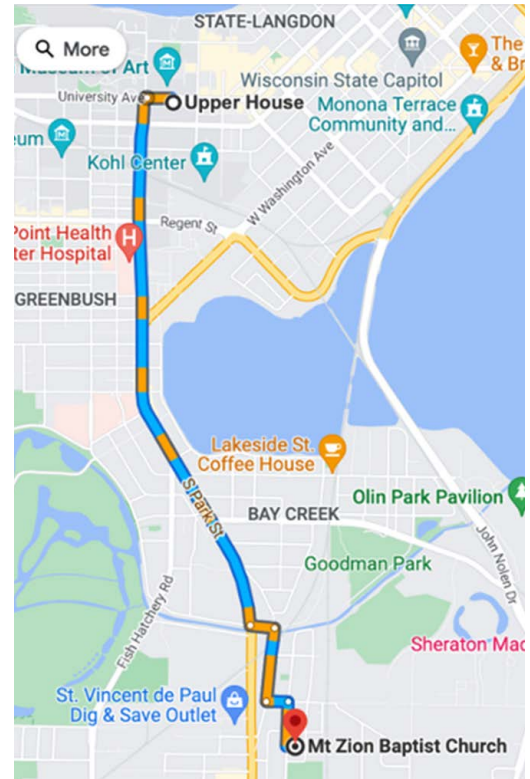 STATE-LANGDON
More
The
& Br
Museum of Art
Wisconsin State Capitol
University Ave
Upper House
Monona Terrace
Community and...
eum
Kohl Center
W Washington Ave
Regent St
Point Health
ter Hospital
H
GREENBUSH
Lakeside St.
Coffee House
S Park St
Olin Park Pavilion
BAY CREEK
John Nolen Dr
Goodman Park
Fish Hatchery Rd
Sheraton Mad
St. Vincent de Paul
Dig & Save Outlet
Mt Zion Baptist Church